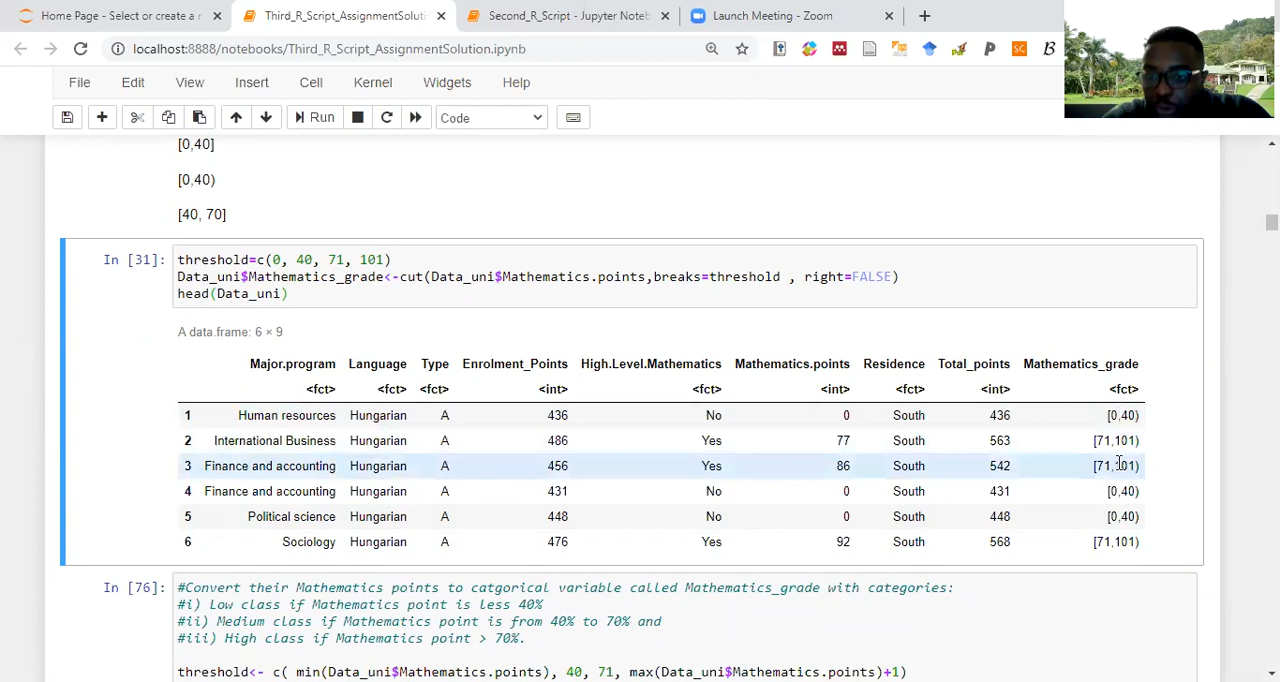 Home Page - Select or create a r
Third_R_Script_AssignmentSoluti
Second_R_Script - Jupyter Noteb
Launch Meeting - Zoom
localhost:8888/notebooks/Third_R_Script_AssignmentSolution.ipynb
SC
File Edit View Insert Cell Kernel Widgets Help
Run Code
[0,40]
[0,40)
[40, 70]
In [31]:
threshold=c(0, 40, 71, 101)
Data_uni$Mathematics_grade<-cut(Data_uni$Mathematics.points,breaks=threshold , right=FALSE)
head(Data_uni)
A data.frame: 6 × 9
Major.program Language Type Enrolment_Points High.Level.Mathematics Mathematics.points Residence Total_points Mathematics_grade
<fct> <fct> <fct> <int> <fct> <int> <fct> <int> <fct>
1 Human resources Hungarian A 436 No 0 South 436 [0,40)
2 International Business Hungarian A 486 Yes 77 South 563 [71,101)
3 Finance and accounting Hungarian A 456 Yes 86 South 542 [71,101)
4 Finance and accounting Hungarian A 431 No 0 South 431 [0,40)
5 Political science Hungarian A 448 No 0 South 448 [0,40)
6 Sociology Hungarian A 476 Yes 92 South 568 [71,101)
In [76]:
#Convert their Mathematics points to catgorical variable called Mathematics_grade with categories:
#i) Low class if Mathematics point is less 40%
#ii) Medium class if Mathematics point is from 40% to 70% and
#iii) High class if Mathematics point > 70%.
threshold<- c( min(Data_uni$Mathematics.points), 40, 71, max(Data_uni$Mathematics.points)+1)